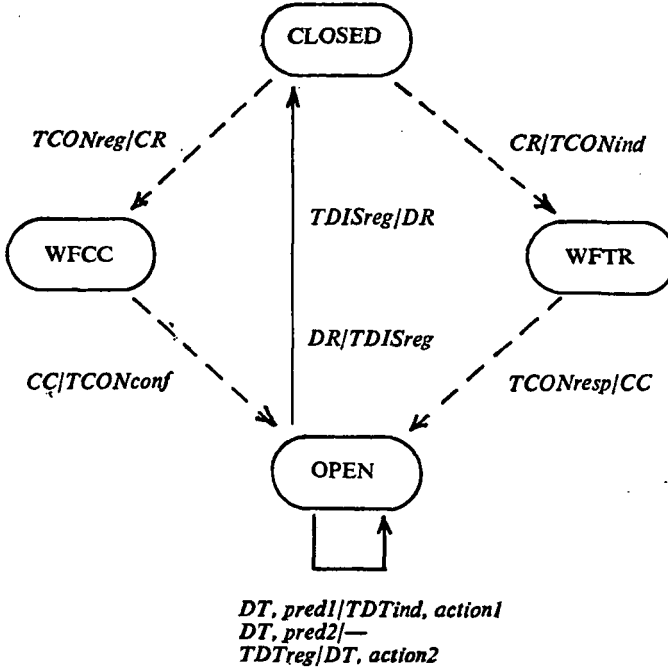 CLOSED
TCONreg/CR
CR/TCONind
TDISreg/DR
WFCC
WFTR
DR/TDISreg
CC/TCONconf
TCONresp/CC
OPEN
DT, pred1/TDTind, action1
DT, pred2/—
TDTreg/DT, action2